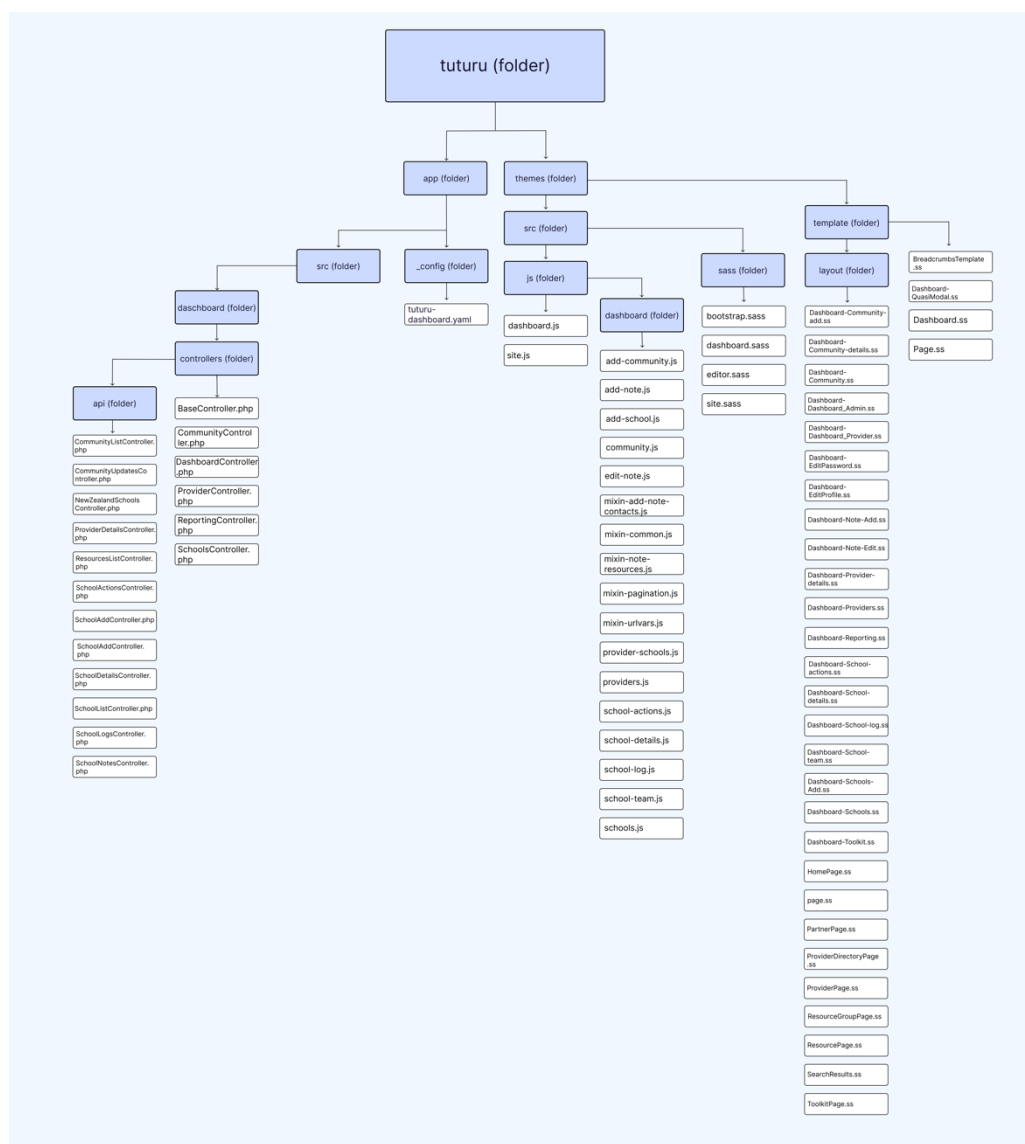 tuturu (folder)
app (folder)
themes (folder)
src (folder)
_config (folder)
src (folder)
template (folder)
daschboard (folder)
tuturu-
dashboard.yaml
js (folder)
sass (folder)
layout (folder)
BreadcrumbsTemplate
.ss
Dashboard-
QuasiModal.ss
Dashboard.ss
Page.ss
controllers (folder)
api (folder)
CommunityListController.
php
CommunityUpdatesCo
ntroller.php
NewZealandSchools
Controller.php
ProviderDetailsController.
php
ResourcesListController.
php
SchoolActionsController.
php
SchoolAddController.php
SchoolAddController.
php
SchoolDetailsController.
php
SchoolListController.php
SchoolLogsController.
php
SchoolNotesController.
php
BaseController.php
CommunityControl
ler.php
DashboardController
.php
ProviderController.
php
ReportingController.
php
SchoolsController.
php
dashboard.js
site.js
dashboard (folder)
add-community.js
add-note.js
add-school.js
community.js
edit-note.js
mixin-add-note-
contacts.js
mixin-common.js
mixin-note-
resources.js
mixin-pagination.js
mixin-urlvars.js
provider-schools.js
providers.js
school-actions.js
school-details.js
school-log.js
school-team.js
schools.js
bootstrap.sass
dashboard.sass
editor.sass
site.sass
Dashboard-Community-
add.ss
Dashboard-
Community-details.ss
Dashboard-
Community.ss
Dashboard-
Dashboard_Admin.ss
Dashboard-
Dashboard_Provider.ss
Dashboard-
EditPassword.ss
Dashboard-
EditProfile.ss
Dashboard-Note-Add.ss
Dashboard-Note-Edit.ss
Dashboard-Provider-
details.ss
Dashboard-Providers.ss
Dashboard-Reporting.ss
Dashboard-School-
actions.ss
Dashboard-School-
details.ss
Dashboard-School-log.ss
Dashboard-School-
team.ss
Dashboard-Schools-
Add.ss
Dashboard-Schools.ss
Dashboard-Toolkit.ss
HomePage.ss
page.ss
PartnerPage.ss
ProviderDirectoryPage
.ss
ProviderPage.ss
ResourceGroupPage.ss
ResourcePage.ss
SearchResults.ss
ToolkitPage.ss